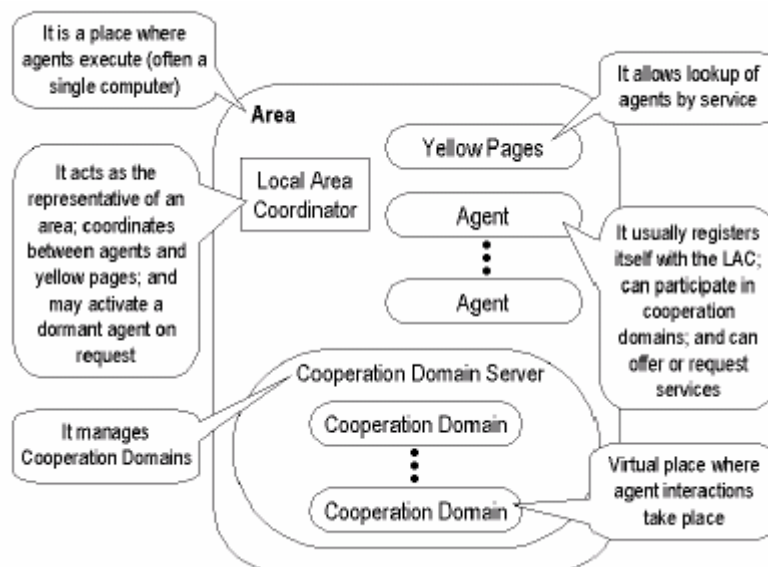 It is a place where
agents execute (often a
single computer)
It allows lookup of
agents by service
Area
Yellow Pages
Local Area
Coordinator
It acts as the
representative of an
area; coordinates
between agents and
yellow pages; and
may activate a
dormant agent on
request
Agent
Agent
It usually registers
itself with the LAC;
can participate in
cooperation
domains; and can
offer or request
services
Cooperation Domain Server
It manages
Cooperation Domains
Cooperation Domain
Cooperation Domain
Virtual place where
agent interactions
take place